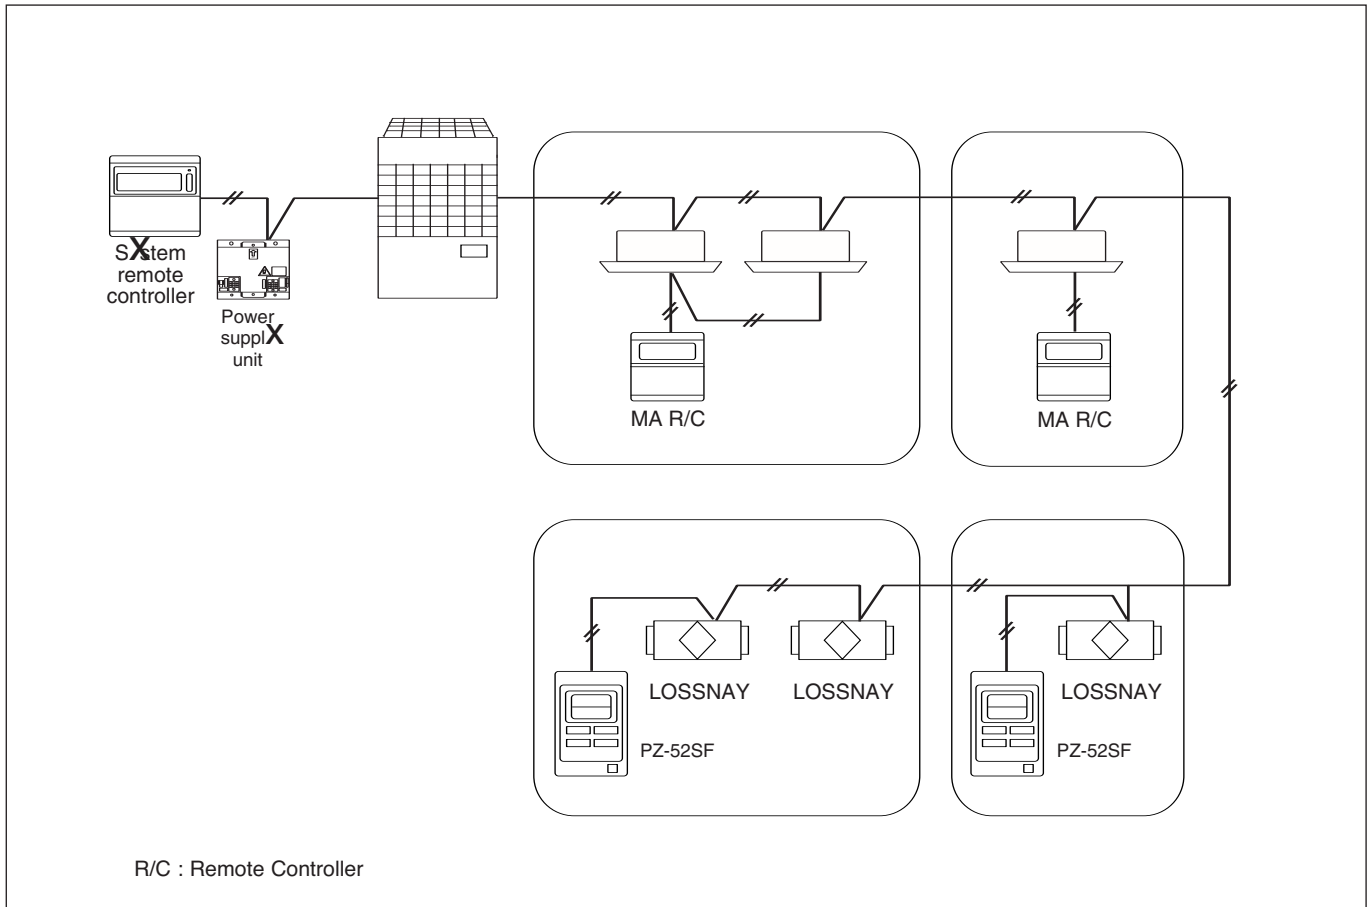 SXstem
remote
controller
Power
supplX
unit
MA R/C
MA R/C
LOSSNAY
LOSSNAY
LOSSNAY
PZ-52SF
PZ-52SF
R/C : Remote Controller